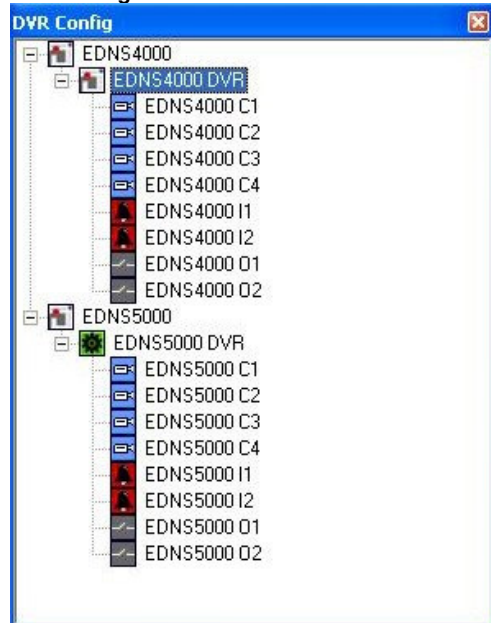 DVR Config
EDNS4000
EDNS4000 DVR
EDNS4000 C1
EDNS4000 C2
EDNS4000 C3
EDNS4000 C4
EDNS4000 I1
EDNS4000 I2
EDNS4000 O1
EDNS4000 O2
EDNS5000
EDNS5000 DVR
EDNS5000 C1
EDNS5000 C2
EDNS5000 C3
EDNS5000 C4
EDNS5000 I1
EDNS5000 I2
EDNS5000 O1
EDNS5000 O2